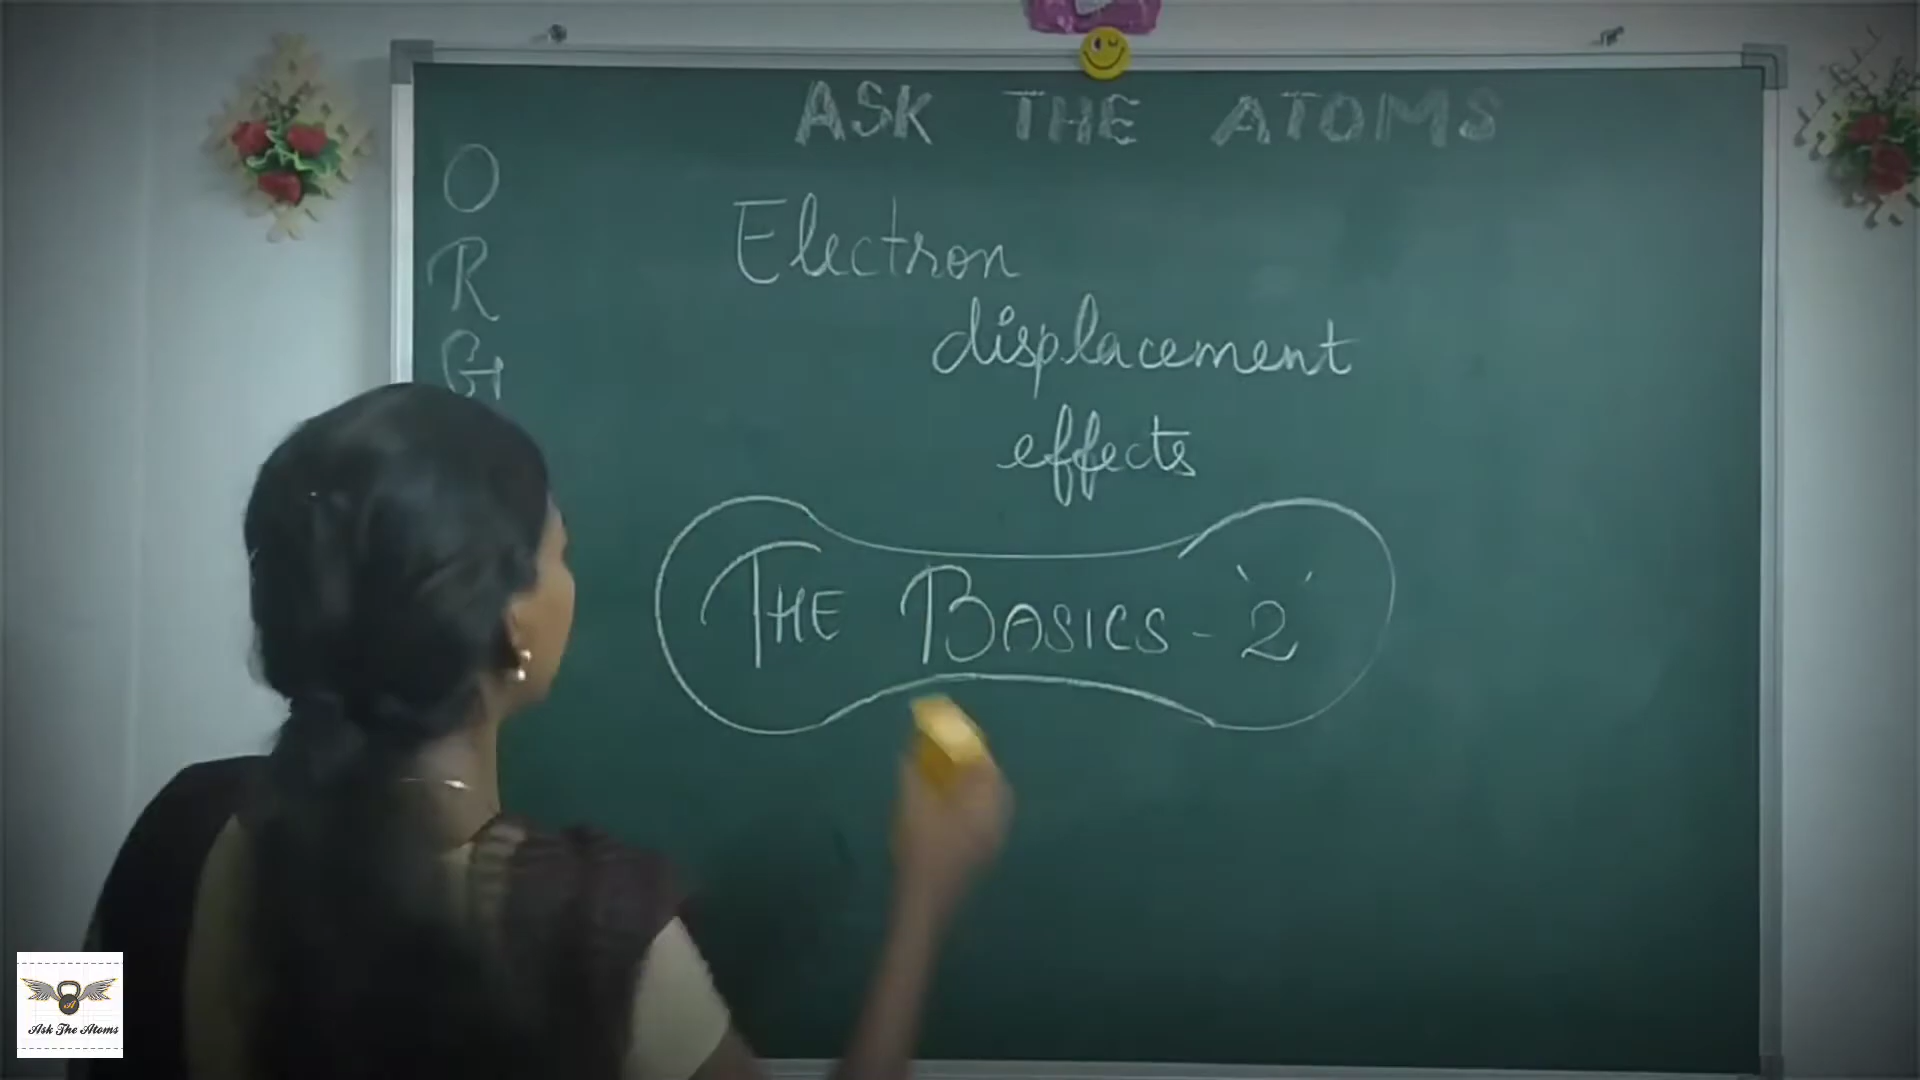 ASK THE ATOMS
O
R
G
Electron
displacement
effects
THE BASICS - 2
Ask The Atoms